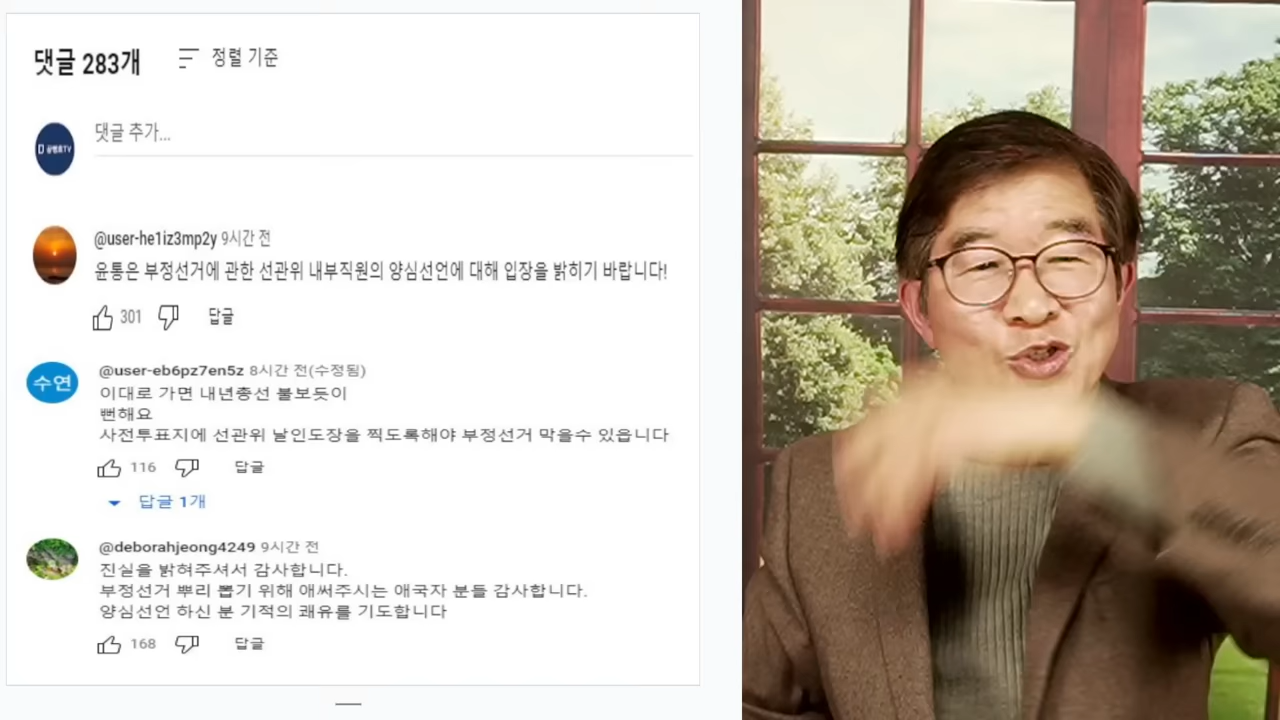 댓글 283개
정렬 기준
댓글 추가...
@user-he1iz3mp2y 9시간 전
윤통은 부정선거에 관한 선관위 내부직원의 양심선언에 대해 입장을 밝히기 바랍니다!
301 답글
수연
@user-eb6pz7en5z 8시간 전(수정됨)
이대로 가면 내년총선 불보듯이
뻔해요
사전투표지에 선관위 날인도장을 찍도록해야 부정선거 막을수 있읍니다
116 답글
답글 1개
@deborahjeong4249 9시간 전
진실을 밝혀주셔서 감사합니다.
부정선거 뿌리 뽑기 위해 애써주시는 애국자 분들 감사합니다.
양심선언 하신 분 기적의 쾌유를 기도합니다
168 답글